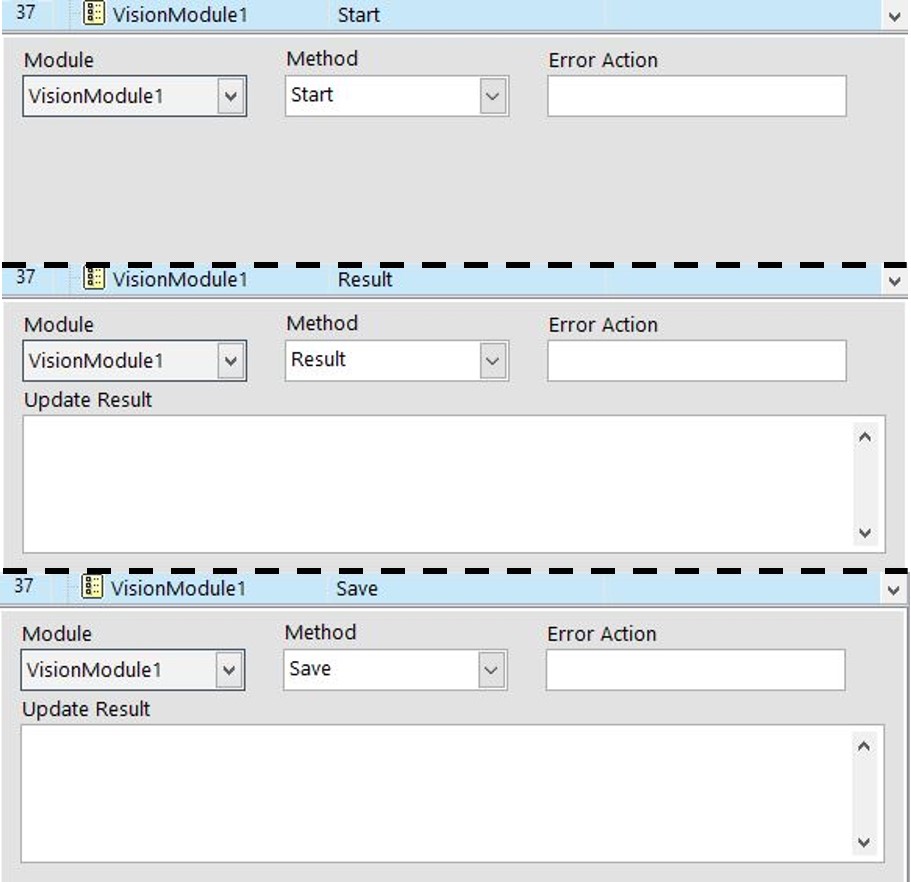 37 VisionModule1 Start
Module Method Error Action
VisionModule1 Start
37 VisionModule1 Result
Module Method Error Action
VisionModule1 Result
Update Result
37 VisionModule1 Save
Module Method Error Action
VisionModule1 Save
Update Result